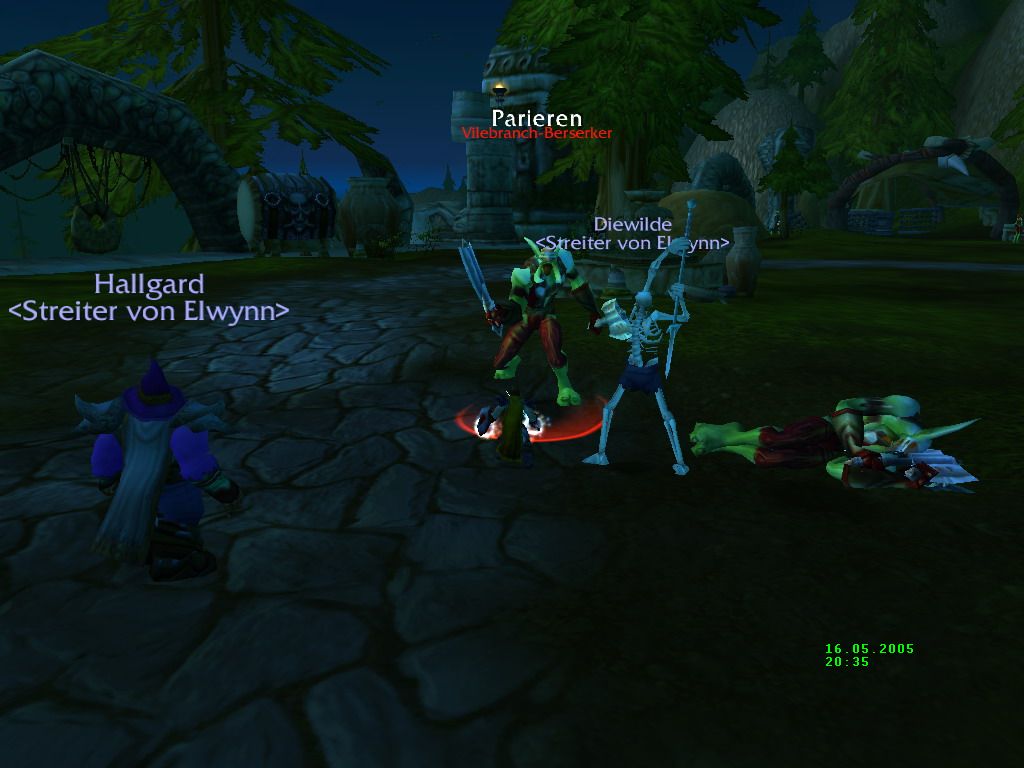 Parieren
Vilebranch-Berserker
Diewilde
<Streiter von Elwynn>
Hallgard
<Streiter von Elwynn>
16.05.2005
20:35